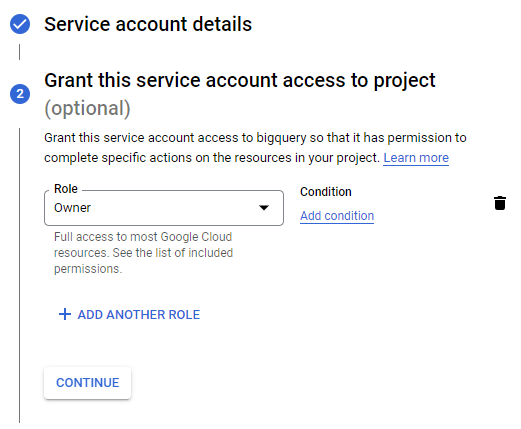 Service account details
2
Grant this service account access to project
(optional)
Grant this service account access to bigquery so that it has permission to
complete specific actions on the resources in your project. Learn more
Role
Owner
Condition
Add condition
Full access to most Google Cloud
resources. See the list of included
permissions.
+ ADD ANOTHER ROLE
CONTINUE